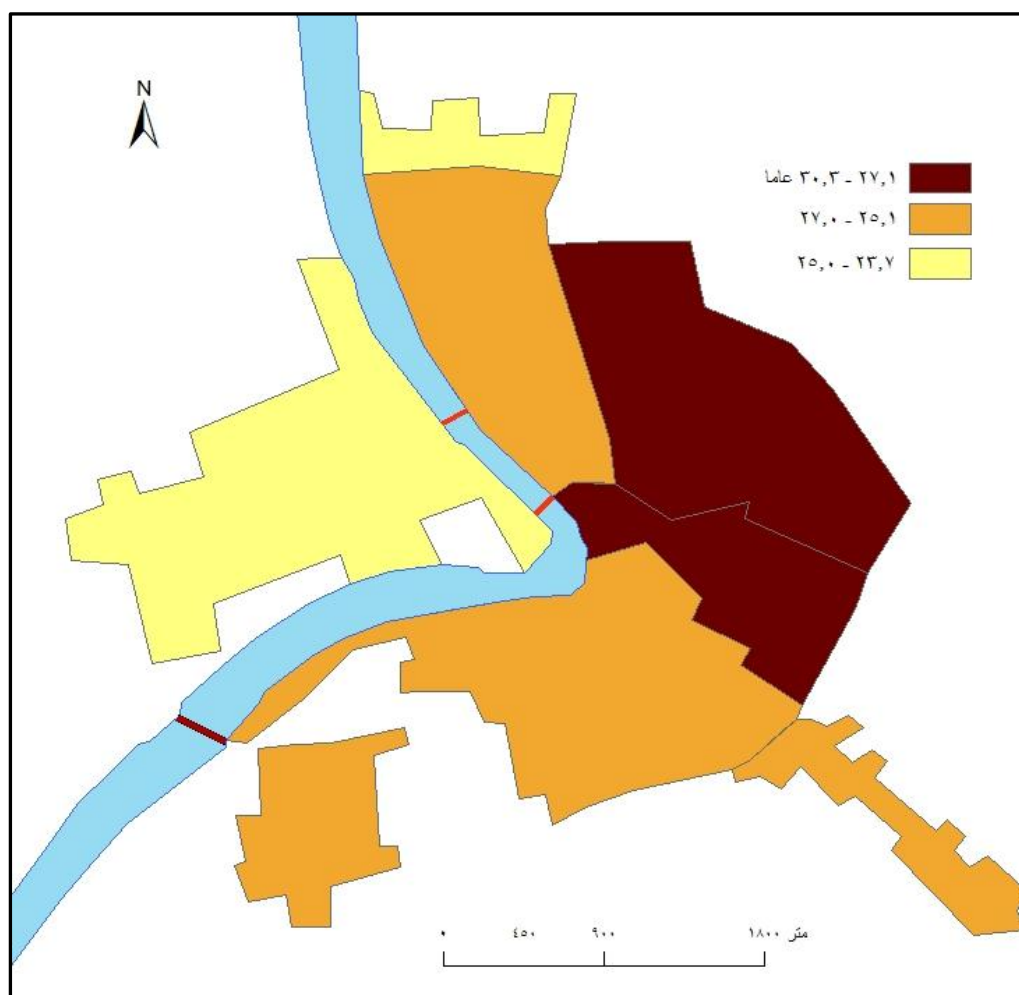 N
٢٧,١ - ٣٠,٣ عاما
٢٥,١ - ٢٧,٠
٢٣,٧ - ٢٥,٠
٠ ٤٥٠ ٩٠٠ ١٨٠٠ متر